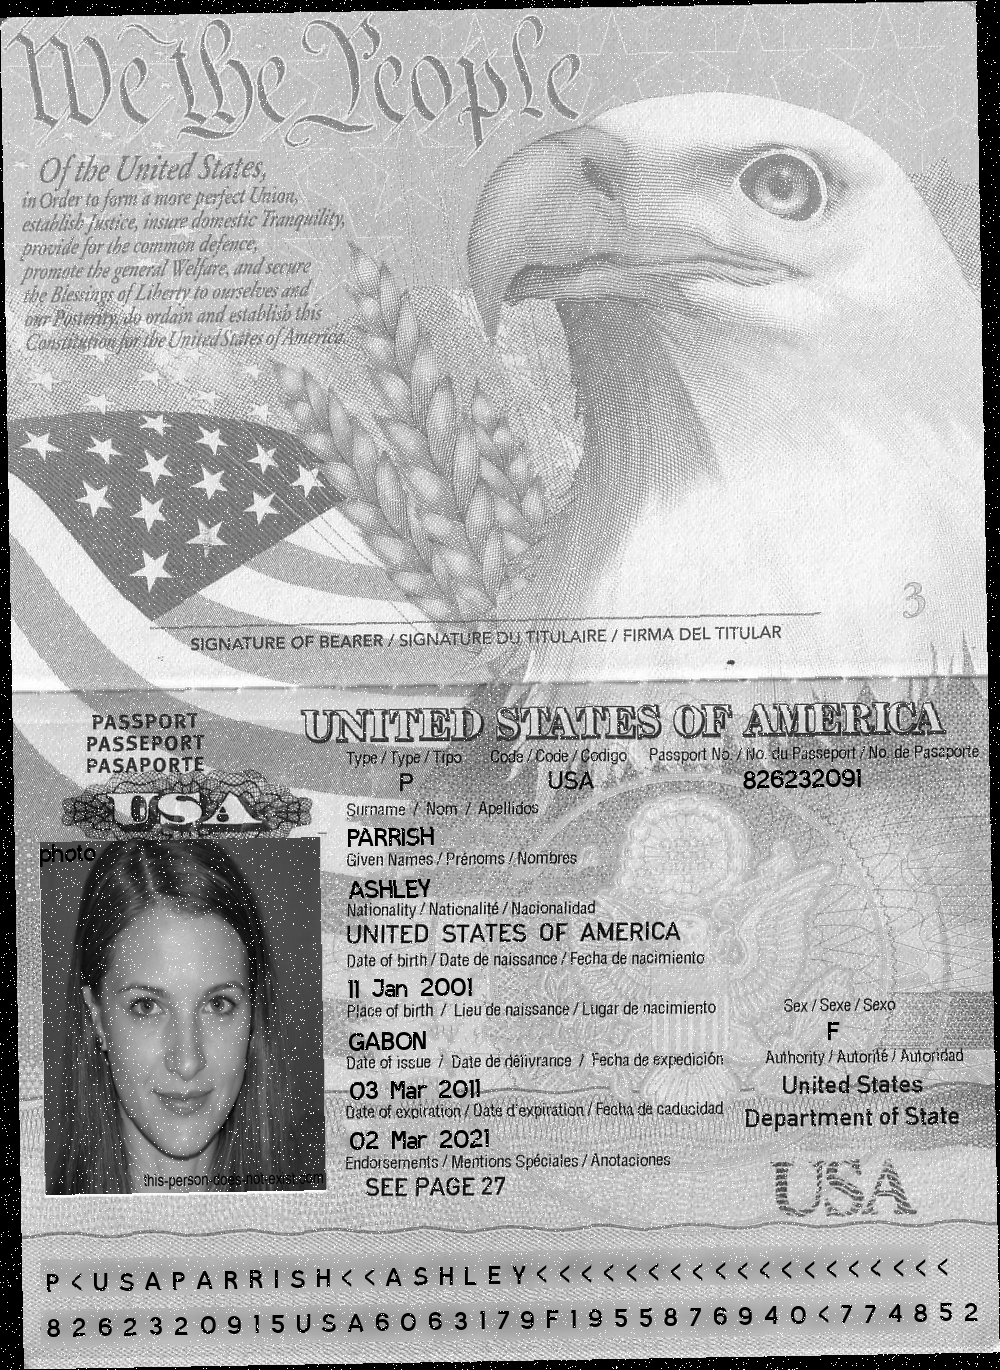 We the People
Of the United States,
in Order to form a more perfect Union,
establish Justice, insure domestic Tranquility,
provide for the common defence,
promote the general Welfare, and secure
the Blessings of Liberty to ourselves and
our Posterity, do ordain and establish this
Constitution for the United States of America.
3
SIGNATURE OF BEARER / SIGNATURE DU TITULAIRE / FIRMA DEL TITULAR
PASSPORT
PASSEPORT
PASAPORTE
USA
UNITED STATES OF AMERICA
Type / Type / Tipo Code / Code / Codigo Passport No. / No. du Passeport / No. de Pasaporte
P USA 826232091
Surname / Nom / Apellidos
PARRISH
Given Names / Prénoms / Nombres
ASHLEY
Nationality / Nationalité / Nacionalidad
UNITED STATES OF AMERICA
Date of birth / Date de naissance / Fecha de nacimiento
11 Jan 2001
Place of birth / Lieu de naissance / Lugar de nacimiento Sex / Sexe / Sexo
GABON F
Date of issue / Date de délivrance / Fecha de expedición Authority / Autorité / Autoridad
03 Mar 2011 United States
Date of expiration / Date d'expiration / Fecha de caducidad Department of State
02 Mar 2021
Endorsements / Mentions Spéciales / Anotaciones
SEE PAGE 27
USA
photo
this-person-does-not-exist.com
P<USAPARRISH<<ASHLEY<<<<<<<<<<<<<<<<<<<
8262320915USA6063179F1955876940<774852